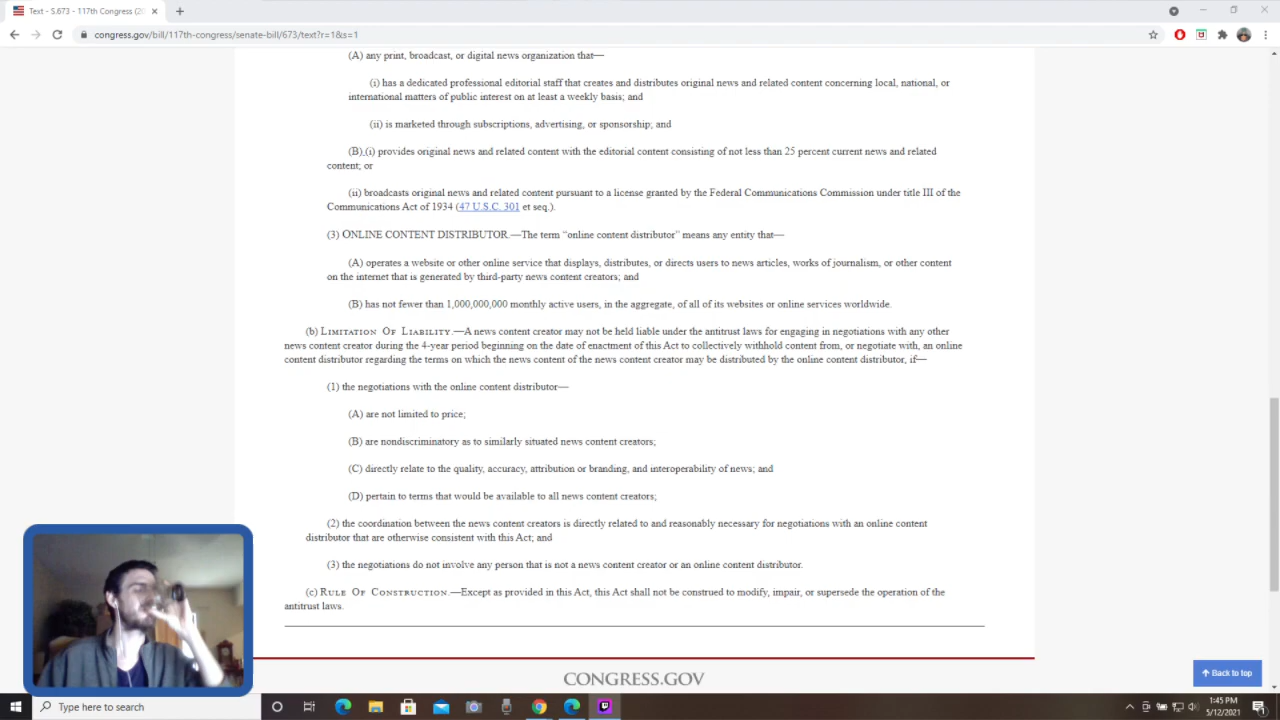 Text - S.673 - 117th Congress (20
congress.gov/bill/117th-congress/senate-bill/673/text?r=1&s=1
(A) any print, broadcast, or digital news organization that—
(i) has a dedicated professional editorial staff that creates and distributes original news and related content concerning local, national, or
international matters of public interest on at least a weekly basis; and
(ii) is marketed through subscriptions, advertising, or sponsorship; and
(B) (i) provides original news and related content with the editorial content consisting of not less than 25 percent current news and related
content; or
(ii) broadcasts original news and related content pursuant to a license granted by the Federal Communications Commission under title III of the
Communications Act of 1934 (47 U.S.C. 301 et seq.).
(3) ONLINE CONTENT DISTRIBUTOR.—The term “online content distributor” means any entity that—
(A) operates a website or other online service that displays, distributes, or directs users to news articles, works of journalism, or other content
on the internet that is generated by third-party news content creators; and
(B) has not fewer than 1,000,000,000 monthly active users, in the aggregate, of all of its websites or online services worldwide.
(b) LIMITATION OF LIABILITY.—A news content creator may not be held liable under the antitrust laws for engaging in negotiations with any other
news content creator during the 4-year period beginning on the date of enactment of this Act to collectively withhold content from, or negotiate with, an online
content distributor regarding the terms on which the news content of the news content creator may be distributed by the online content distributor, if—
(1) the negotiations with the online content distributor—
(A) are not limited to price;
(B) are nondiscriminatory as to similarly situated news content creators;
(C) directly relate to the quality, accuracy, attribution or branding, and interoperability of news; and
(D) pertain to terms that would be available to all news content creators;
(2) the coordination between the news content creators is directly related to and reasonably necessary for negotiations with an online content
distributor that are otherwise consistent with this Act; and
(3) the negotiations do not involve any person that is not a news content creator or an online content distributor.
(c) RULE OF CONSTRUCTION.—Except as provided in this Act, this Act shall not be construed to modify, impair, or supersede the operation of the
antitrust laws.
CONGRESS.GOV
Back to top
Type here to search
1:45 PM
5/12/2021